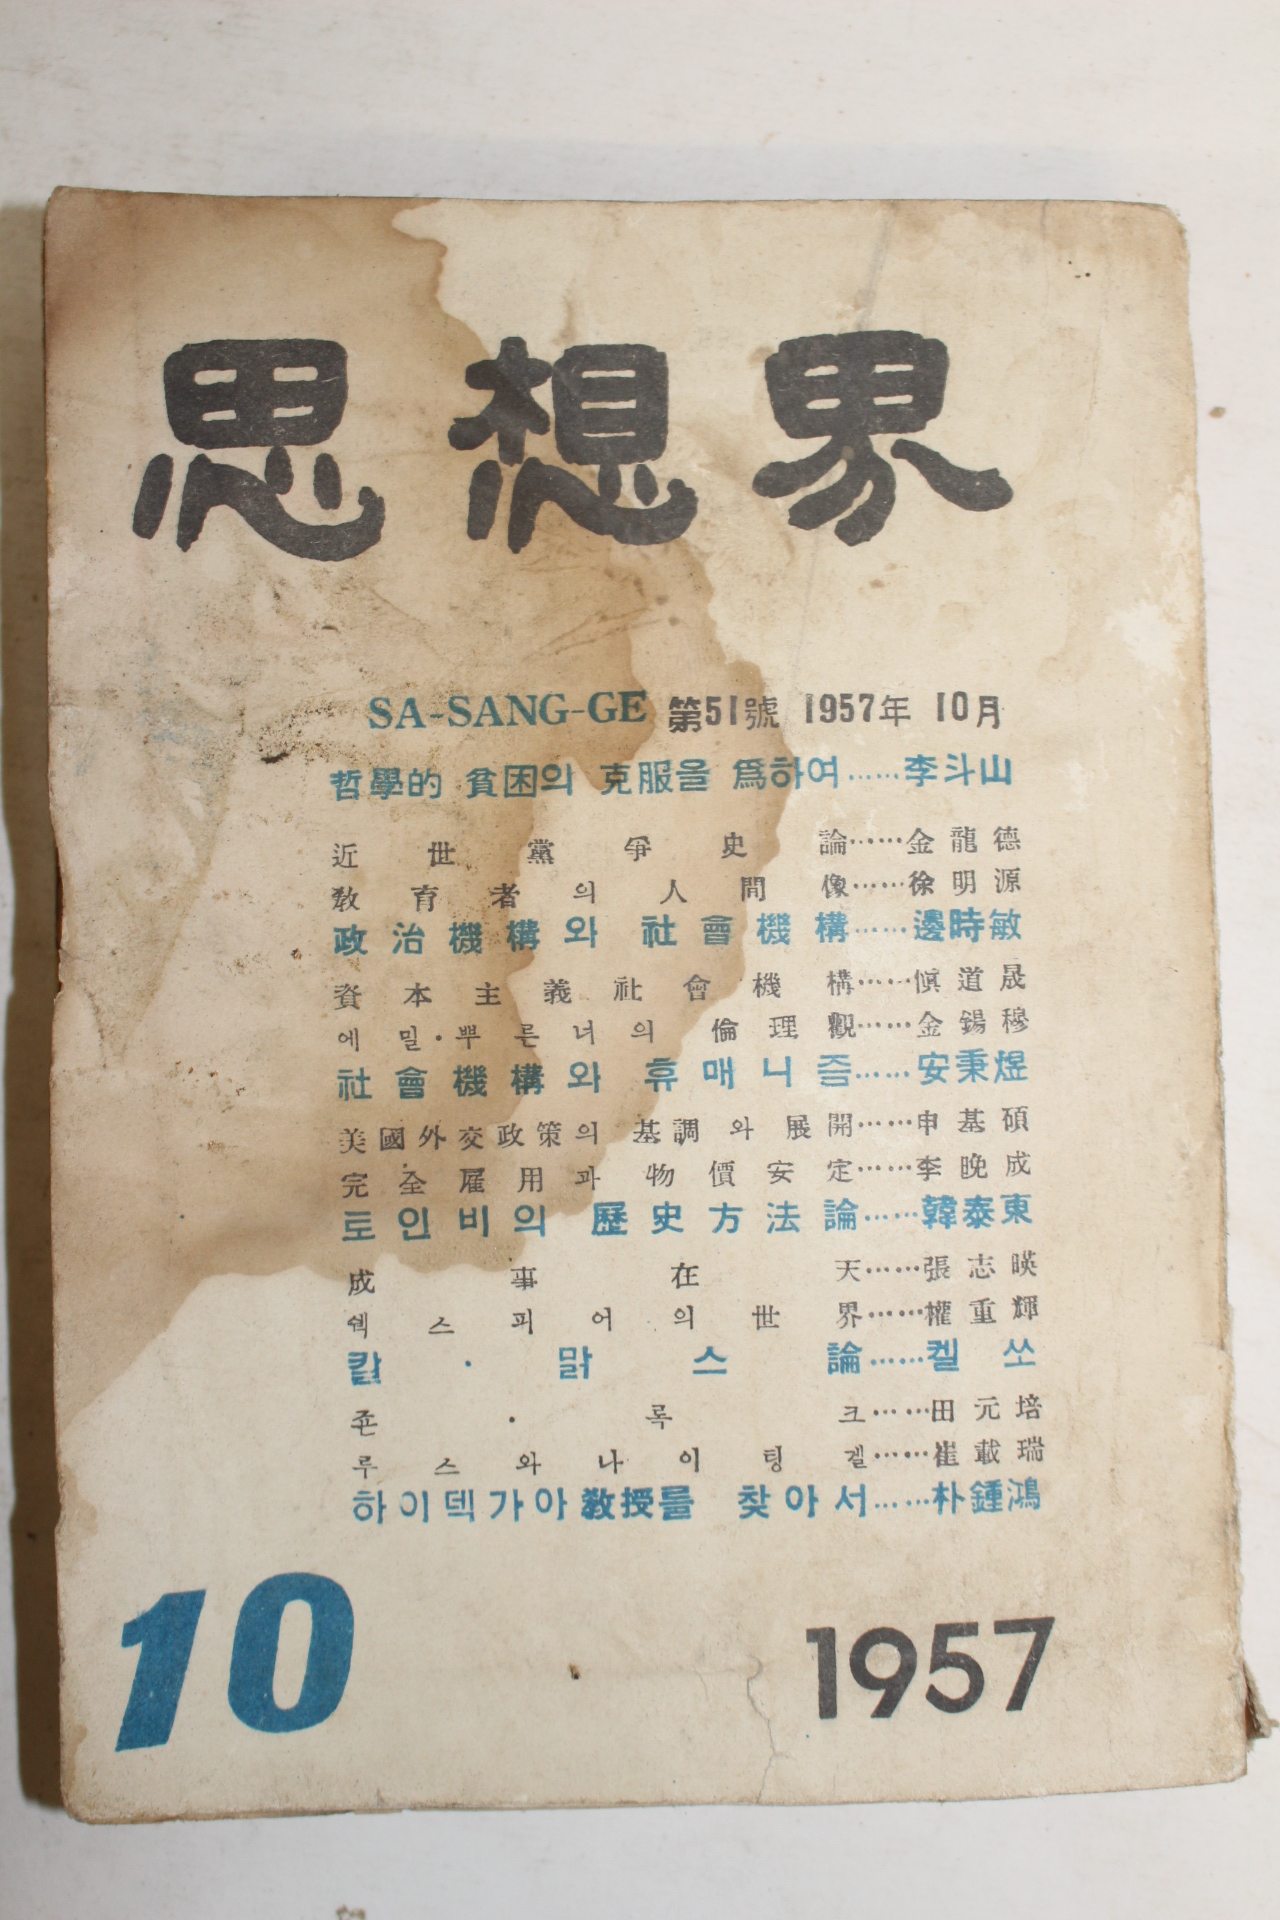 思想界
SA-SANG-GE 第51號 1957年 10月
哲學的 貧困의 克服을 爲하여……李斗山
近世黨爭史論……金龍德
敎育者의 人間像……徐明源
政治機構와 社會機構……邊時敏
資本主義社會機構……愼道晟
에밀·뿌른너의 倫理觀……金錫穆
社會機構와 휴매니즘……安秉煜
美國外交政策의 基調와 展開……申基碩
完全雇用과 物價安定……李晩成
토인비의 歷史方法論……韓泰東
成事在天……張志暎
쉑스피어의 世界……權重輝
칼·맑스論……켈쏘
죤·록크……田元培
루스와 나이팅겔……崔載瑞
하이덱가아 敎授를 찾아서……朴鍾鴻
10
1957